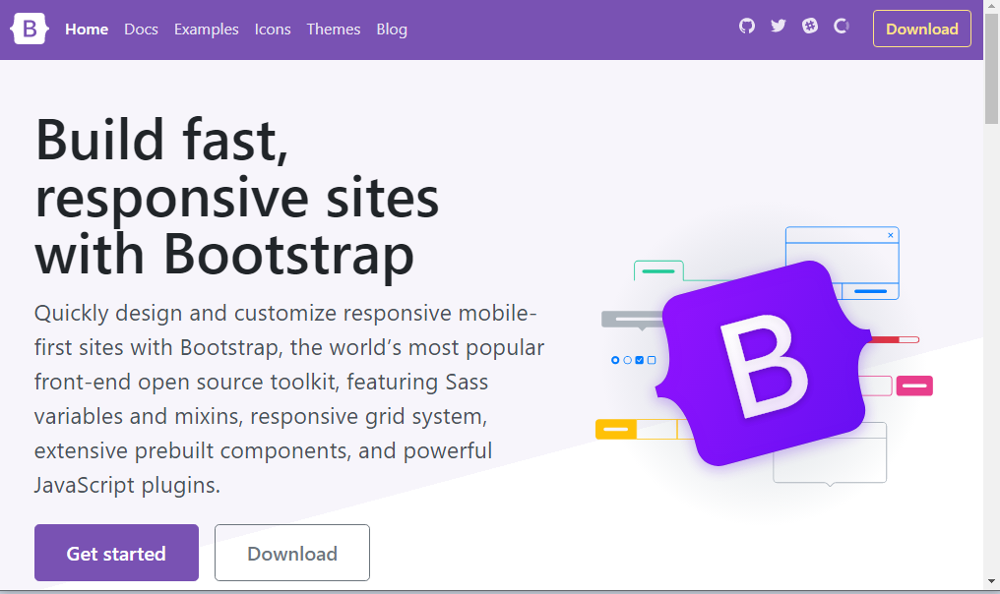 B Home Docs Examples Icons Themes Blog Download
Build fast,
responsive sites
with Bootstrap
Quickly design and customize responsive mobile-
first sites with Bootstrap, the world’s most popular
front-end open source toolkit, featuring Sass
variables and mixins, responsive grid system,
extensive prebuilt components, and powerful
JavaScript plugins.
Get started Download
B